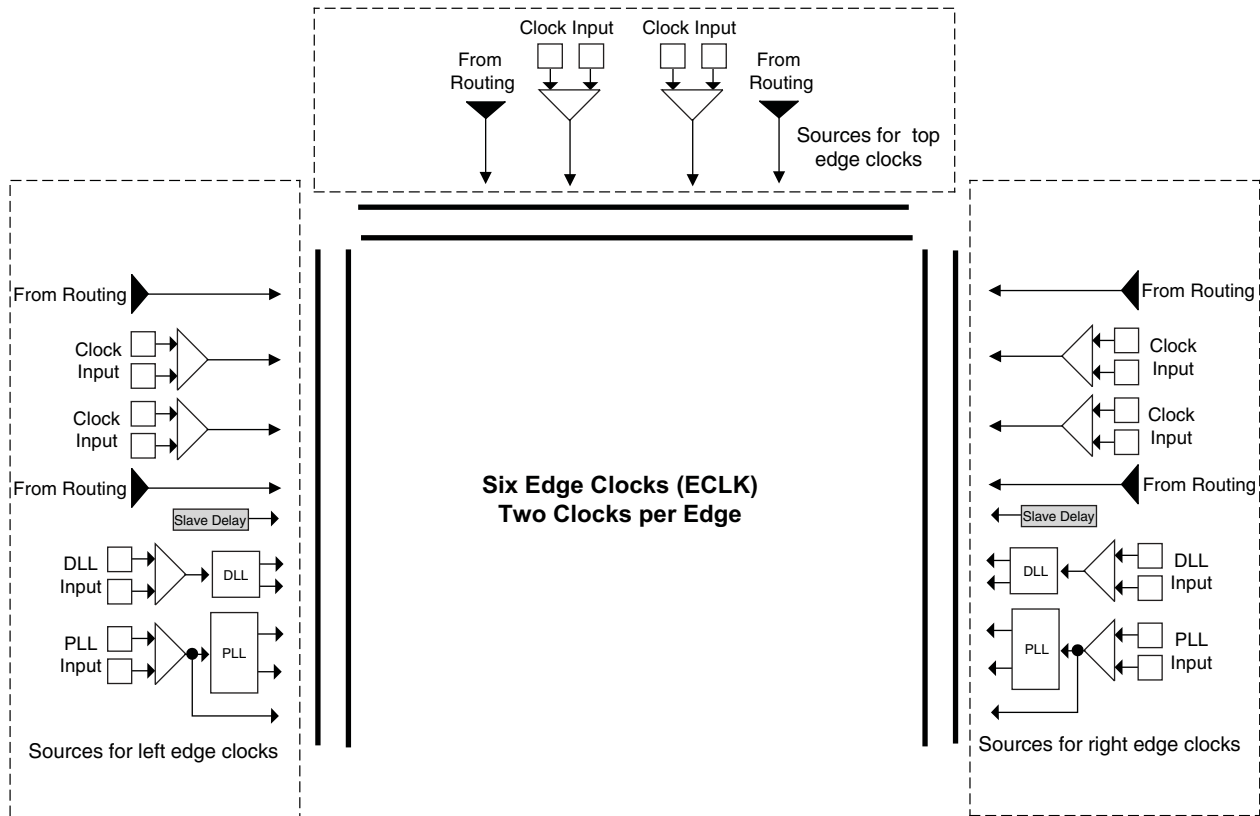 Clock Input
Clock Input
From
Routing
From
Routing
Sources for top
edge clocks
From Routing
Clock
Input
Clock
Input
From Routing
Slave Delay
DLL
Input
DLL
PLL
Input
PLL
Sources for left edge clocks
Six Edge Clocks (ECLK)
Two Clocks per Edge
From Routing
Clock
Input
Clock
Input
From Routing
Slave Delay
DLL
DLL
Input
PLL
PLL
Input
Sources for right edge clocks